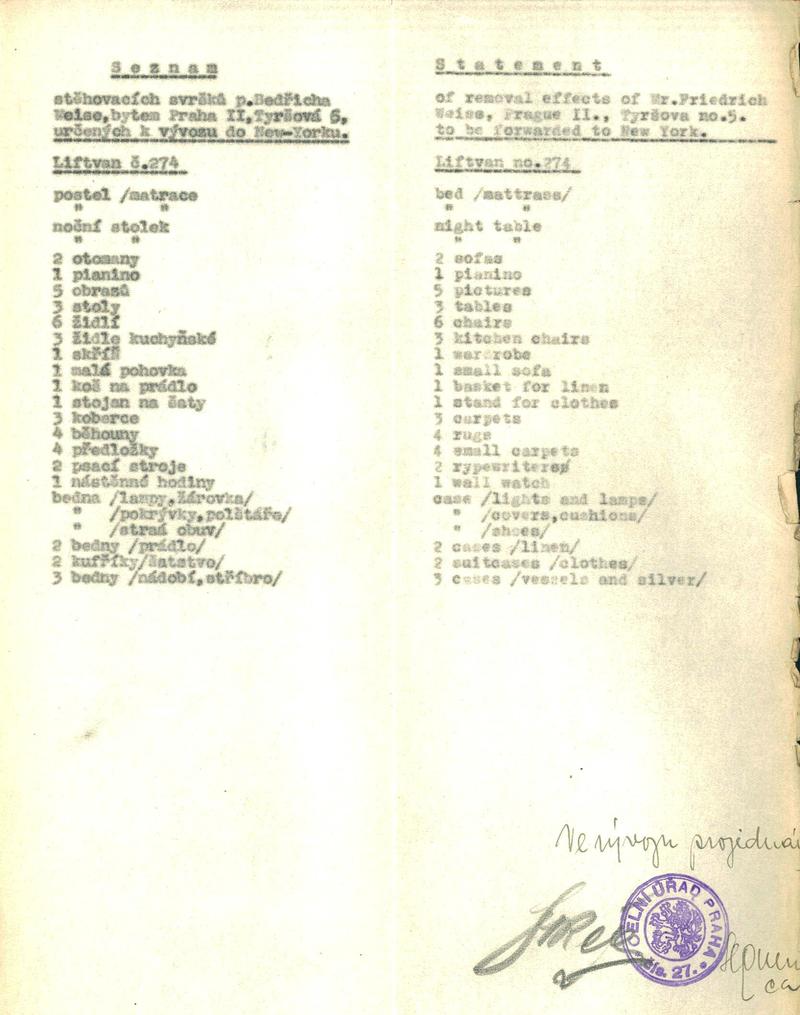 Seznam
stěhovacích svršků p.Bedřicha
Weise,bytem Praha II,Tyršova 5,
určených k vývozu do New-Yorku.
Liftvan č.274
postel /matrace
" "
noční stolek
" "
2 otomany
1 pianino
5 obrazů
3 stoly
6 židlí
3 židle kuchyňské
1 skříň
1 malá pohovka
1 koš na prádlo
1 stojan na šaty
3 koberce
4 běhouny
4 předložky
2 psací stroje
1 nástěnné hodiny
bedna /lampy,žárovka/
" /pokrývky,polštáře/
" /stará obuv/
2 bedny /prádlo/
2 kufříky/šatstvo/
3 bedny /nádobí,stříbro/
Statement
of removal effects of Mr.Friedrich
Weiss, Prague II., Tyršova no.5.
to be forwarded to New York.
Liftvan no.274
bed /mattrass/
" "
night table
" "
2 sofas
1 pianino
5 pictures
3 tables
6 chairs
3 kitchen chairs
1 wardrobe
1 small sofa
1 basket for linen
1 stand for clothes
3 carpets
4 rugs
4 small carpets
2 rypewriters
1 wall watch
case /lights and lamps/
" /covers,cushions/
" /shoes/
2 cases /linen/
2 suitcases /clothes/
3 cases /vessels and silver/
Ve vývozu
CELNÍ ÚŘAD PRAHA
čís. 27.